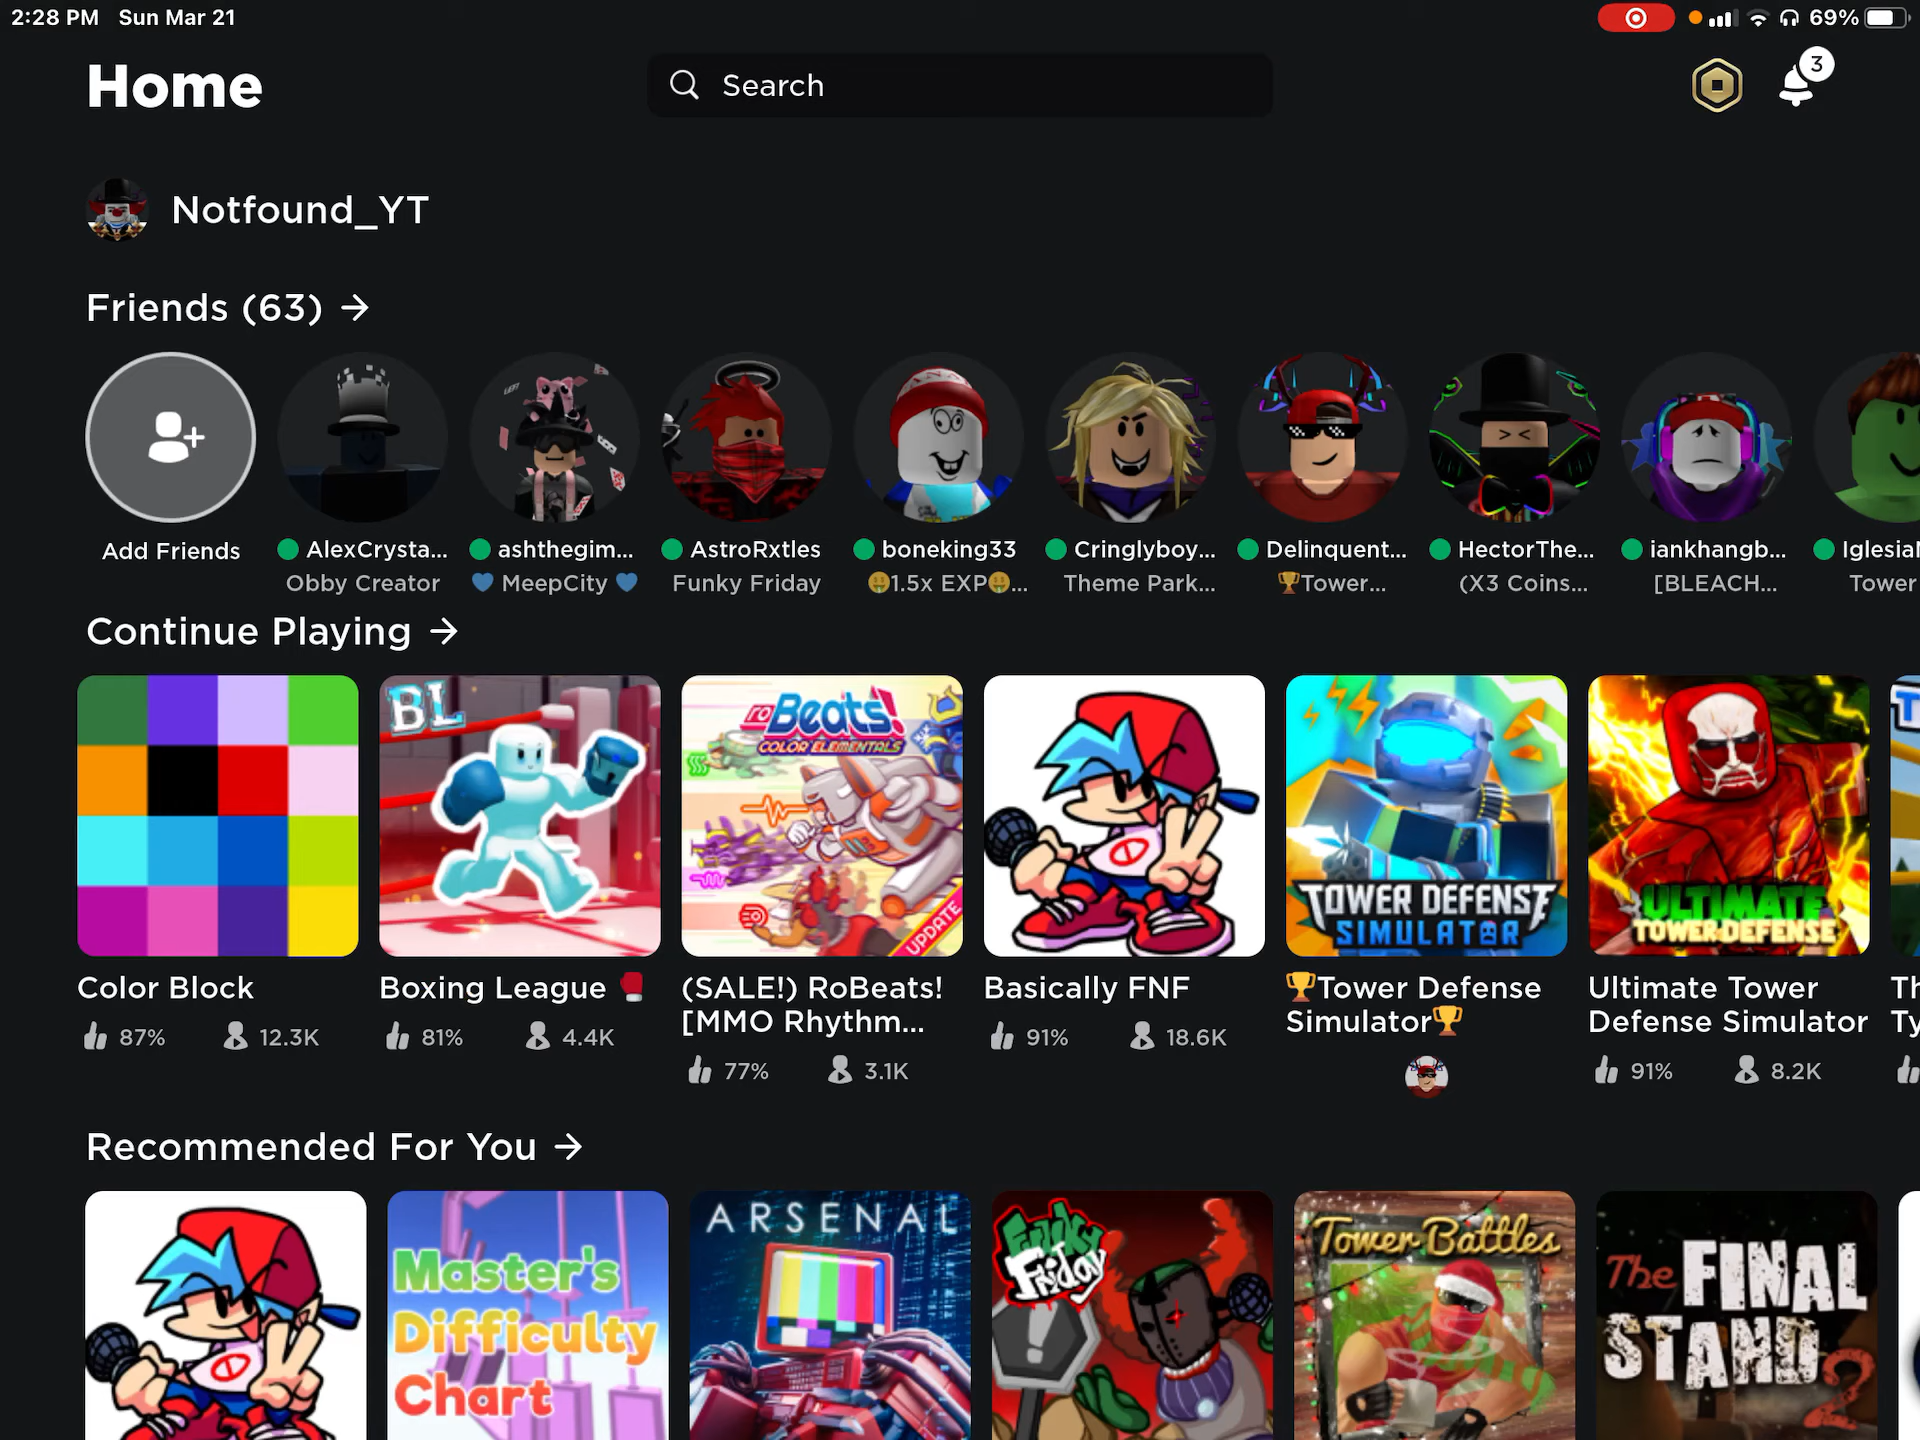 2:28 PM Sun Mar 21
69%
Home
Search
3
Notfound_YT
Friends (63) →
Add Friends
AlexCrysta...
ashthegim...
AstroRxtles
boneking33
Cringlyboy...
Delinquent...
HectorThe...
iankhangb...
Obby Creator
💙 MeepCity 💙
Funky Friday
🤑1.5x EXP🤑...
Theme Park...
🏆Tower...
(X3 Coins...
[BLEACH...
Tower
Continue Playing →
BL
roBeats!
COLOR ELEMENTALS
UPDATE
TOWER DEFENSE
SIMULATOR
ULTIMATE
TOWER DEFENSE
Color Block
87% 12.3K
Boxing League 🥊
81% 4.4K
(SALE!) RoBeats!
[MMO Rhythm...
77% 3.1K
Basically FNF
91% 18.6K
🏆Tower Defense
Simulator🏆
Ultimate Tower
Defense Simulator
91% 8.2K
Recommended For You →
Master's
Difficulty
Chart
ARSENAL
Funky
Friday
Tower Battles
The FINAL
STAND 2